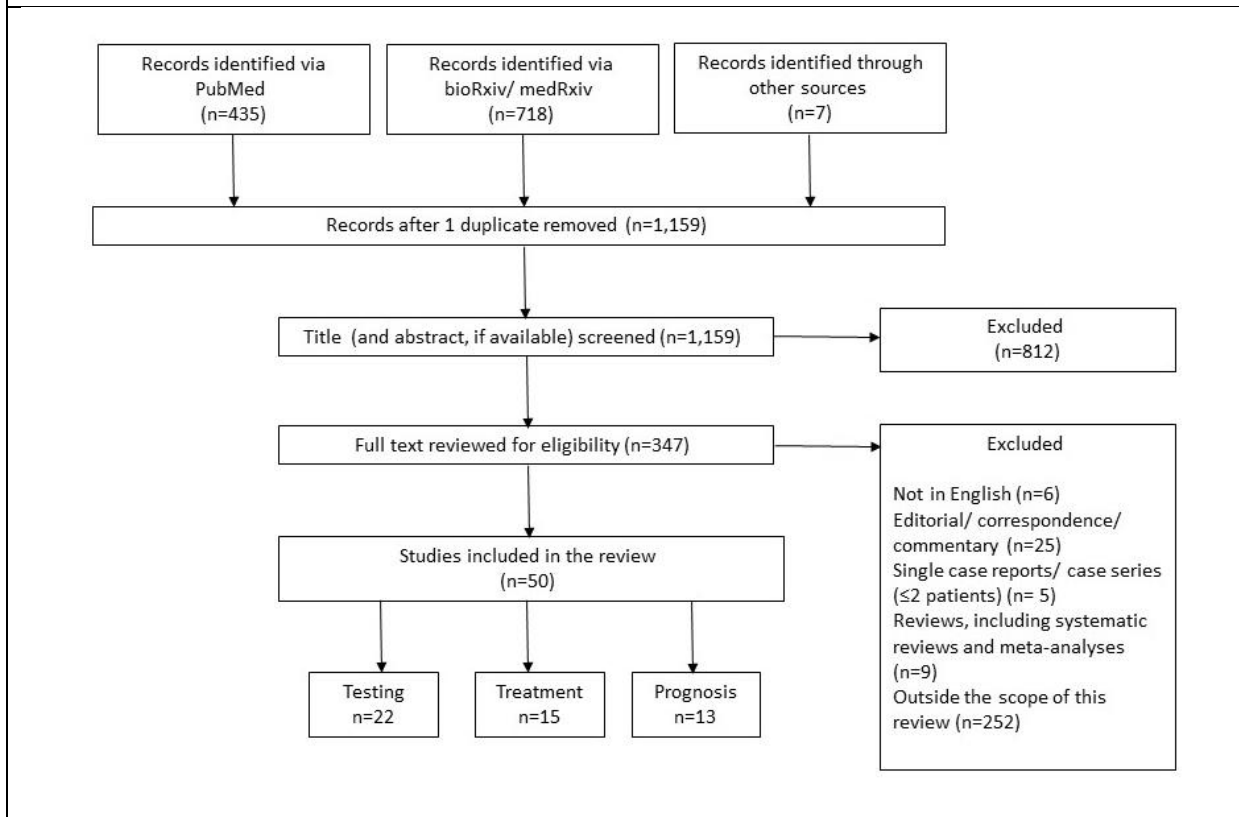 Records identified via
PubMed
(n=435)
Records identified via
bioRxiv/ medRxiv
(n=718)
Records identified through
other sources
(n=7)
Records after 1 duplicate removed (n=1,159)
Title (and abstract, if available) screened (n=1,159)
Excluded
(n=812)
Full text reviewed for eligibility (n=347)
Excluded
Not in English (n=6)
Editorial/ correspondence/
commentary (n=25)
Single case reports/ case series
(≤2 patients) (n= 5)
Reviews, including systematic
reviews and meta-analyses
(n=9)
Outside the scope of this
review (n=252)
Studies included in the review
(n=50)
Testing
n=22
Treatment
n=15
Prognosis
n=13